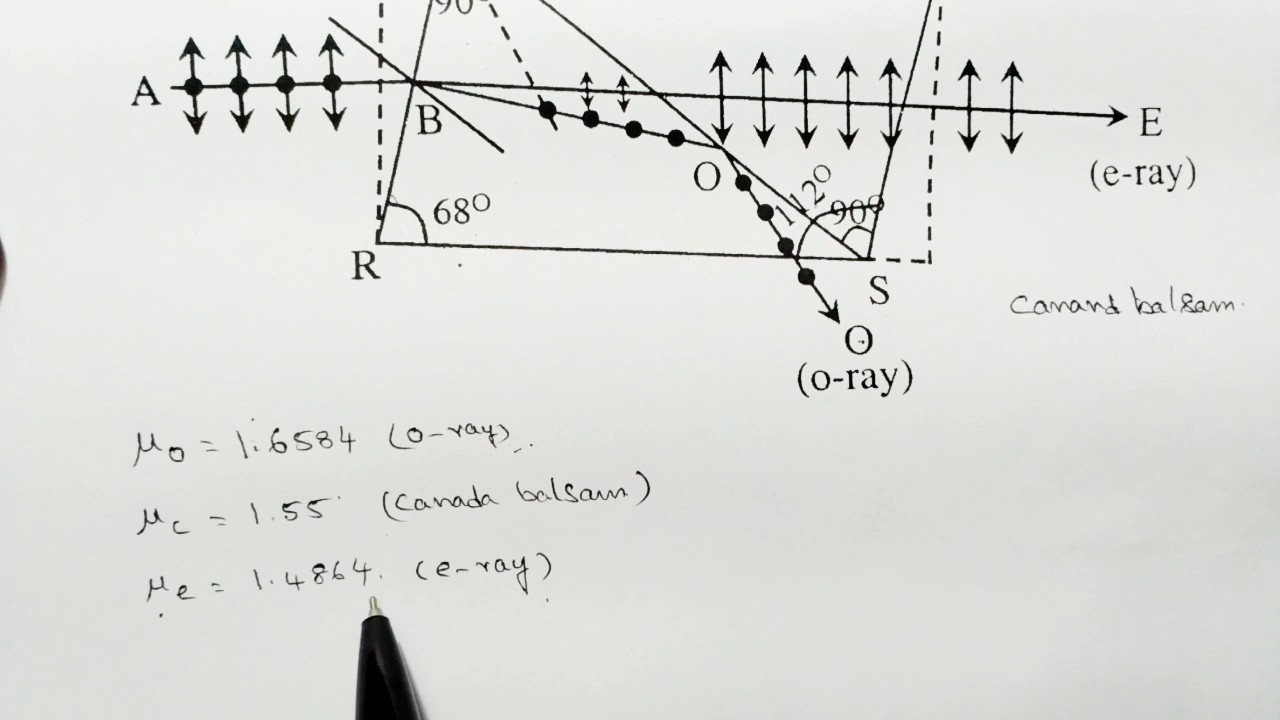 90°
A
B
E
(e-ray)
O
112°
90°
68°
R
S
Canand balsam.
O
(o-ray)
μo = 1.6584 (o-ray).
μc = 1.55 (Canada balsam)
μe = 1.4864. (e-ray)